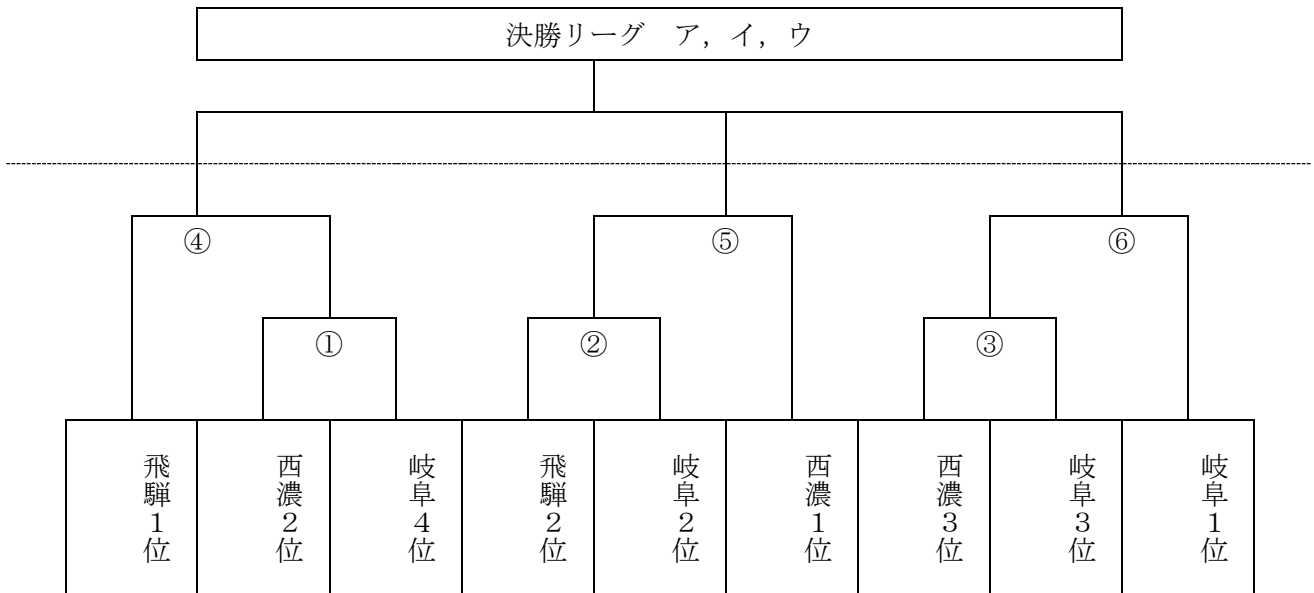 決勝リーグ　ア，イ，ウ
④
⑤
⑥
①
②
③
飛騨１位
西濃２位
岐阜４位
飛騨２位
岐阜２位
西濃１位
西濃３位
岐阜３位
岐阜１位